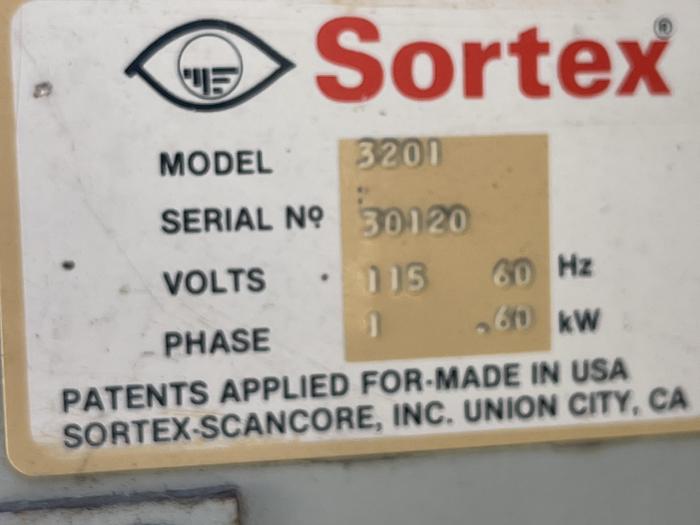 Sortex®
MODEL 3201
SERIAL Nº 30120
VOLTS 115 60 Hz
PHASE 1 .60 kW
PATENTS APPLIED FOR-MADE IN USA
SORTEX-SCANCORE, INC. UNION CITY, CA